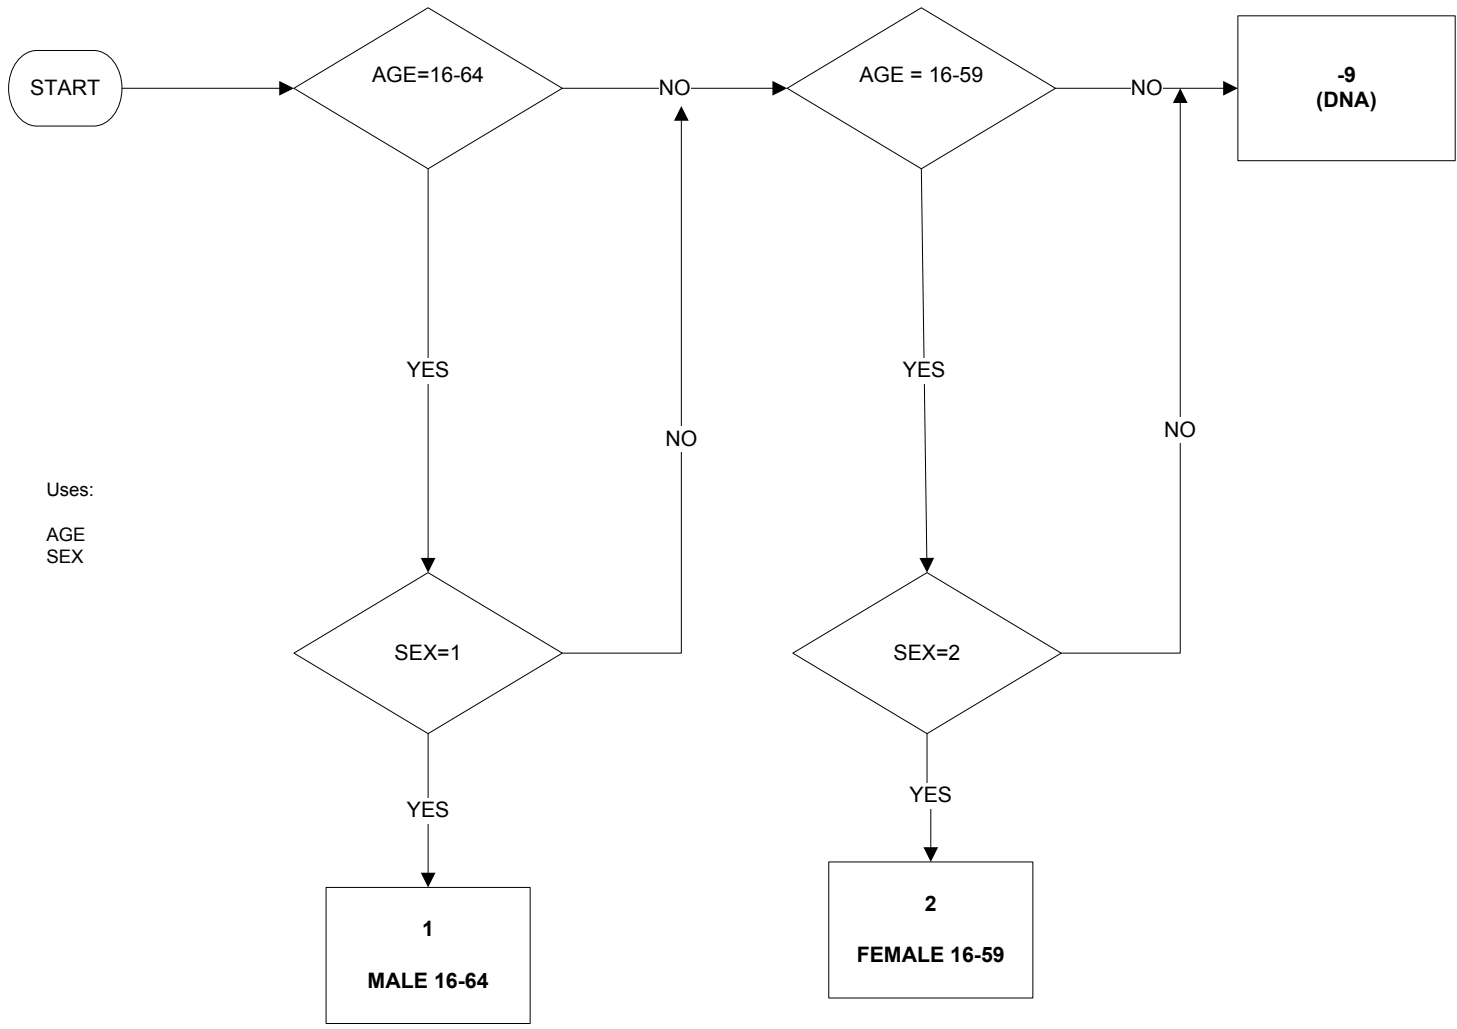 START
AGE=16-64
NO
AGE = 16-59
NO
-9
(DNA)
YES
YES
NO
NO
Uses:
AGE
SEX
SEX=1
SEX=2
YES
YES
1
MALE 16-64
2
FEMALE 16-59